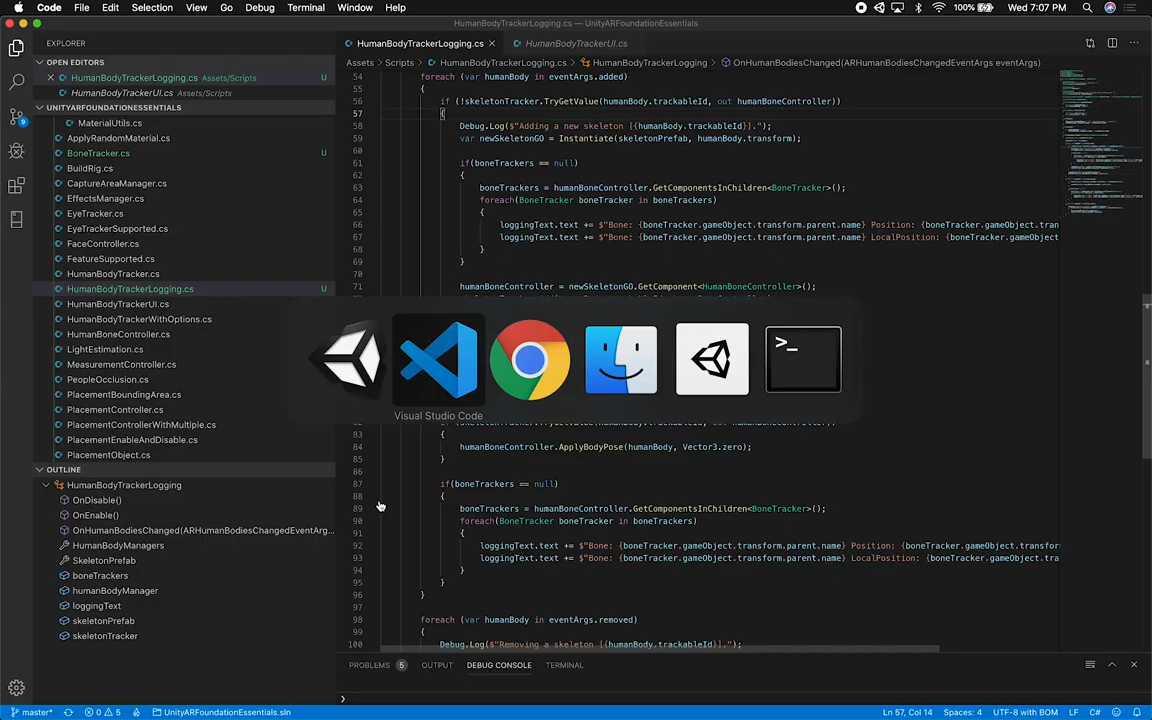 Code File Edit Selection View Go Debug Terminal Window Help 100% Wed 7:07 PM
HumanBodyTrackerLogging.cs — UnityARFoundationEssentials
EXPLORER
HumanBodyTrackerLogging.cs
HumanBodyTrackerUI.cs
OPEN EDITORS
Assets > Scripts > HumanBodyTrackerLogging.cs > HumanBodyTrackerLogging > OnHumanBodiesChanged(ARHumanBodiesChangedEventArgs eventArgs)
HumanBodyTrackerLogging.cs Assets/Scripts U
HumanBodyTrackerUI.cs Assets/Scripts
UNITYARFOUNDATIONESSENTIALS
MaterialUtils.cs
ApplyRandomMaterial.cs
BoneTracker.cs U
BuildRig.cs
CaptureAreaManager.cs
EffectsManager.cs
EyeTracker.cs
EyeTrackerSupported.cs
FaceController.cs
FeatureSupported.cs
HumanBodyTracker.cs
HumanBodyTrackerLogging.cs U
HumanBodyTrackerUI.cs
HumanBodyTrackerWithOptions.cs
HumanBoneController.cs
LightEstimation.cs
MeasurementController.cs
PeopleOcclusion.cs
PlacementBoundingArea.cs
PlacementController.cs
PlacementControllerWithMultiple.cs
PlacementEnableAndDisable.cs
PlacementObject.cs
OUTLINE
HumanBodyTrackerLogging
OnDisable()
OnEnable()
OnHumanBodiesChanged(ARHumanBodiesChangedEventArg...
HumanBodyManagers
SkeletonPrefab
boneTrackers
humanBodyManager
loggingText
skeletonPrefab
skeletonTracker
54 foreach (var humanBody in eventArgs.added)
55 {
56 if (!skeletonTracker.TryGetValue(humanBody.trackableId, out humanBoneController))
57 {
58 Debug.Log($"Adding a new skeleton [{humanBody.trackableId}].");
59 var newSkeletonGO = Instantiate(skeletonPrefab, humanBody.transform);
60
61 if(boneTrackers == null)
62 {
63 boneTrackers = humanBoneController.GetComponentsInChildren<BoneTracker>();
64 foreach(BoneTracker boneTracker in boneTrackers)
65 {
66 loggingText.text += $"Bone: {boneTracker.gameObject.transform.parent.name} Position: {boneTracker.gameObject.tran
67 loggingText.text += $"Bone: {boneTracker.gameObject.transform.parent.name} LocalPosition: {boneTracker.gameObject
68 }
69 }
70
71 humanBoneController = newSkeletonGO.GetComponent<HumanBoneController>();
Visual Studio Code
83 {
84 humanBoneController.ApplyBodyPose(humanBody, Vector3.zero);
85 }
86
87 if(boneTrackers == null)
88 {
89 boneTrackers = humanBoneController.GetComponentsInChildren<BoneTracker>();
90 foreach(BoneTracker boneTracker in boneTrackers)
91 {
92 loggingText.text += $"Bone: {boneTracker.gameObject.transform.parent.name} Position: {boneTracker.gameObject.transfor
93 loggingText.text += $"Bone: {boneTracker.gameObject.transform.parent.name} LocalPosition: {boneTracker.gameObject.tra
94 }
95 }
96 }
97
98 foreach (var humanBody in eventArgs.removed)
99 {
100 Debug.Log($"Removing a skeleton [{humanBody.trackableId}].");
PROBLEMS 5 OUTPUT DEBUG CONSOLE TERMINAL
master* 0 5 UnityARFoundationEssentials.sln Ln 57, Col 14 Spaces: 4 UTF-8 with BOM LF C#